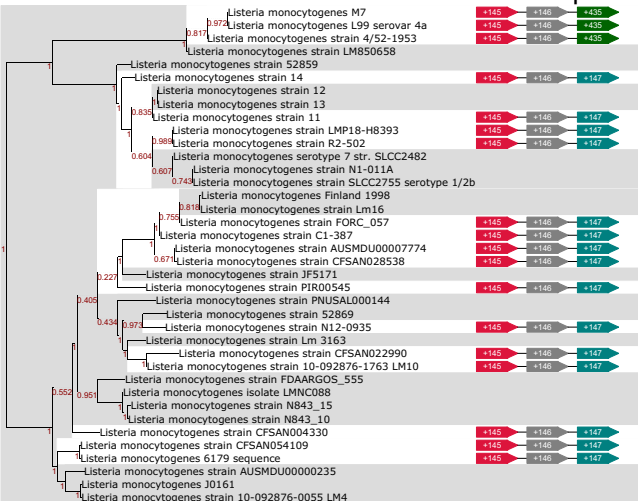 Listeria monocytogenes M7 +145 +146 +435
0.972 Listeria monocytogenes L99 serovar 4a +145 +146 +435
0.817 Listeria monocytogenes strain 4/52-1953 +145 +146 +435
1 Listeria monocytogenes strain LM850658
1 Listeria monocytogenes strain 52859
Listeria monocytogenes strain 14 +145 +146 +147
1 Listeria monocytogenes strain 12
1 Listeria monocytogenes strain 13
0.835 Listeria monocytogenes strain 11 +145 +146 +147
1 Listeria monocytogenes strain LMP18-H8393 +145 +146 +147
0.989 Listeria monocytogenes strain R2-502 +145 +146 +147
0.604 Listeria monocytogenes serotype 7 str. SLCC2482
0.607 Listeria monocytogenes strain N1-011A
0.743 Listeria monocytogenes strain SLCC2755 serotype 1/2b
Listeria monocytogenes Finland 1998
0.818 Listeria monocytogenes strain Lm16
0.755 Listeria monocytogenes strain FORC_057 +145 +146 +147
1 Listeria monocytogenes strain C1-387 +145 +146 +147
1 1 Listeria monocytogenes strain AUSMDU00007774 +145 +146 +147
0.671 Listeria monocytogenes strain CFSAN028538 +145 +146 +147
0.227 1 Listeria monocytogenes strain JF5171
Listeria monocytogenes strain PIR00545 +145 +146 +147
0.405 Listeria monocytogenes strain PNUSAL000144
Listeria monocytogenes strain 52869
0.434 0.973 Listeria monocytogenes strain N12-0935 +145 +146 +147
1 1 Listeria monocytogenes strain Lm 3163
1 Listeria monocytogenes strain CFSAN022990 +145 +146 +147
1 Listeria monocytogenes strain 10-092876-1763 LM10 +145 +146 +147
Listeria monocytogenes strain FDAARGOS_555
0.552 0.951 Listeria monocytogenes isolate LMNC088
1 Listeria monocytogenes strain N843_15
1 Listeria monocytogenes strain N843_10
1 Listeria monocytogenes strain CFSAN004330 +145 +146 +147
1 Listeria monocytogenes strain CFSAN054109 +145 +146 +147
1 Listeria monocytogenes 6179 sequence +145 +146 +147
1 Listeria monocytogenes strain AUSMDU00000235
1 Listeria monocytogenes J0161
1 Listeria monocytogenes strain 10-092876-0055 LM4